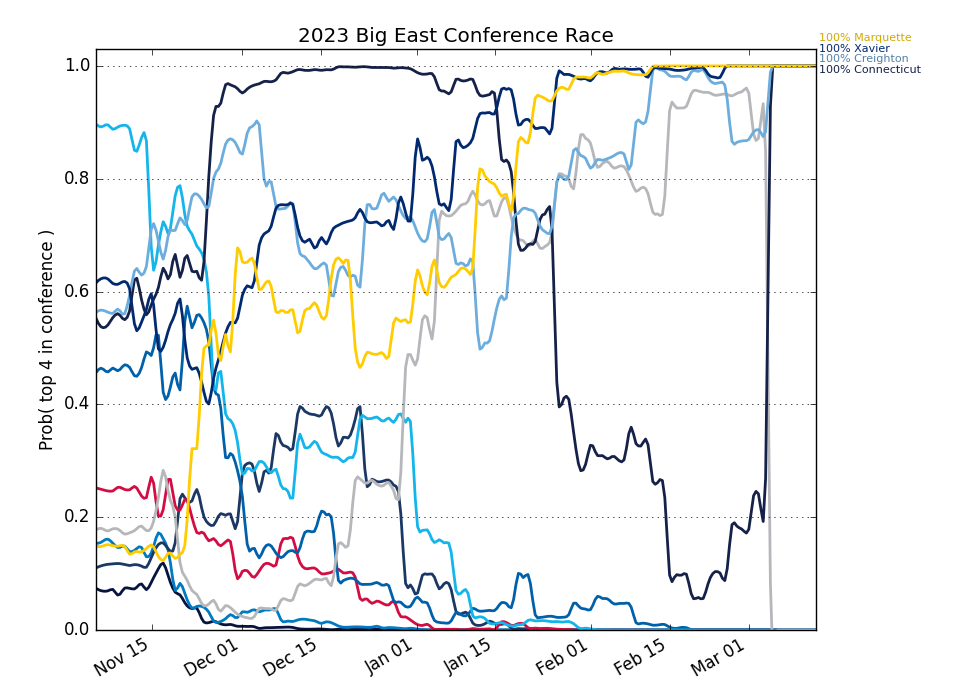 2023 Big East Conference Race
100% Marquette
100% Xavier
100% Creighton
100% Connecticut
1.0
0.8
0.6
0.4
0.2
0.0
Prob( top 4 in conference )
Nov 15
Dec 01
Dec 15
Jan 01
Jan 15
Feb 01
Feb 15
Mar 01